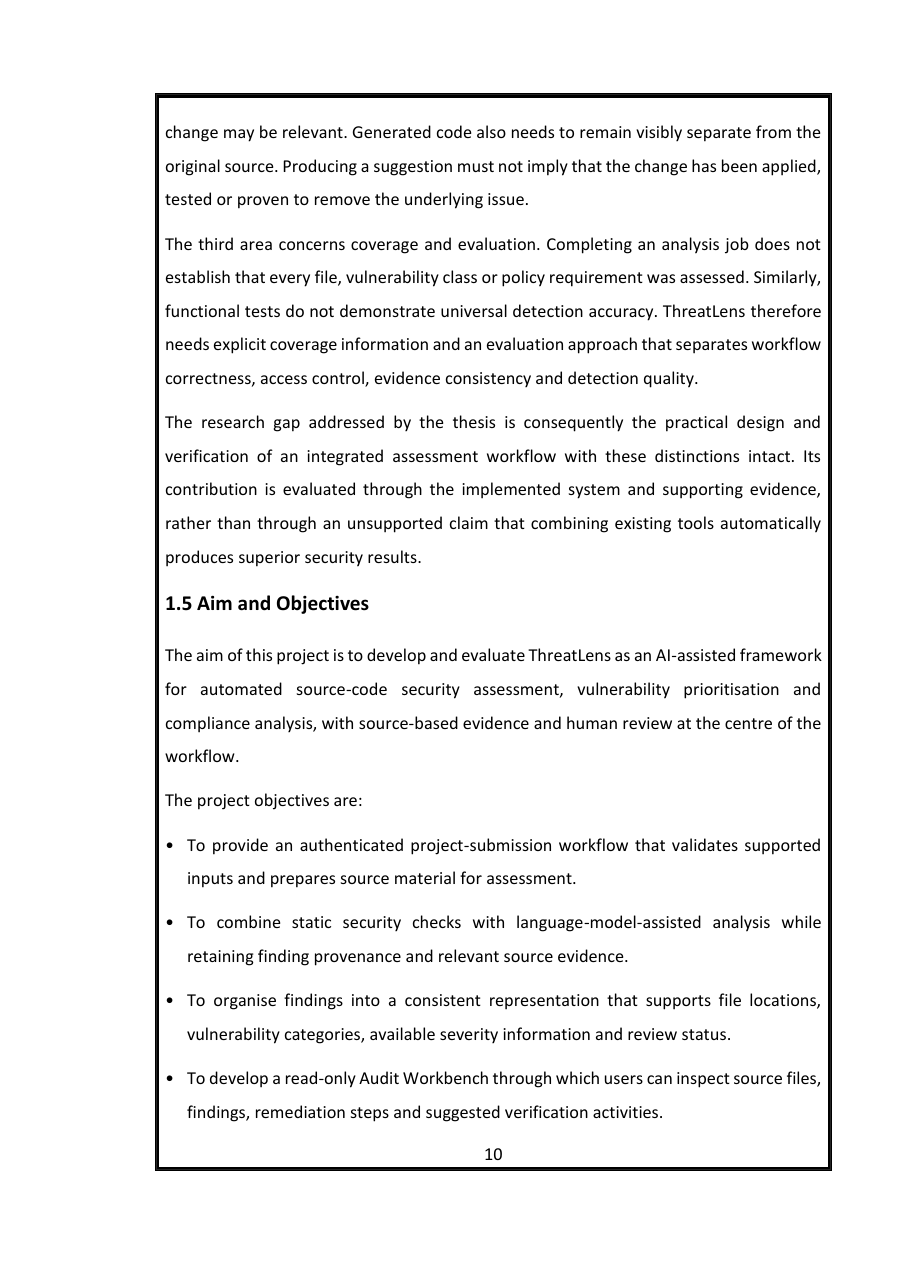 change may be relevant. Generated code also needs to remain visibly separate from the
original source. Producing a suggestion must not imply that the change has been applied,
tested or proven to remove the underlying issue.
The third area concerns coverage and evaluation. Completing an analysis job does not
establish that every file, vulnerability class or policy requirement was assessed. Similarly,
functional tests do not demonstrate universal detection accuracy. ThreatLens therefore
needs explicit coverage information and an evaluation approach that separates workflow
correctness, access control, evidence consistency and detection quality.
The research gap addressed by the thesis is consequently the practical design and
verification of an integrated assessment workflow with these distinctions intact. Its
contribution is evaluated through the implemented system and supporting evidence,
rather than through an unsupported claim that combining existing tools automatically
produces superior security results.
1.5 Aim and Objectives
The aim of this project is to develop and evaluate ThreatLens as an AI-assisted framework
for automated source-code security assessment, vulnerability prioritisation and
compliance analysis, with source-based evidence and human review at the centre of the
workflow.
The project objectives are:
• To provide an authenticated project-submission workflow that validates supported
inputs and prepares source material for assessment.
• To combine static security checks with language-model-assisted analysis while
retaining finding provenance and relevant source evidence.
• To organise findings into a consistent representation that supports file locations,
vulnerability categories, available severity information and review status.
• To develop a read-only Audit Workbench through which users can inspect source files,
findings, remediation steps and suggested verification activities.
10